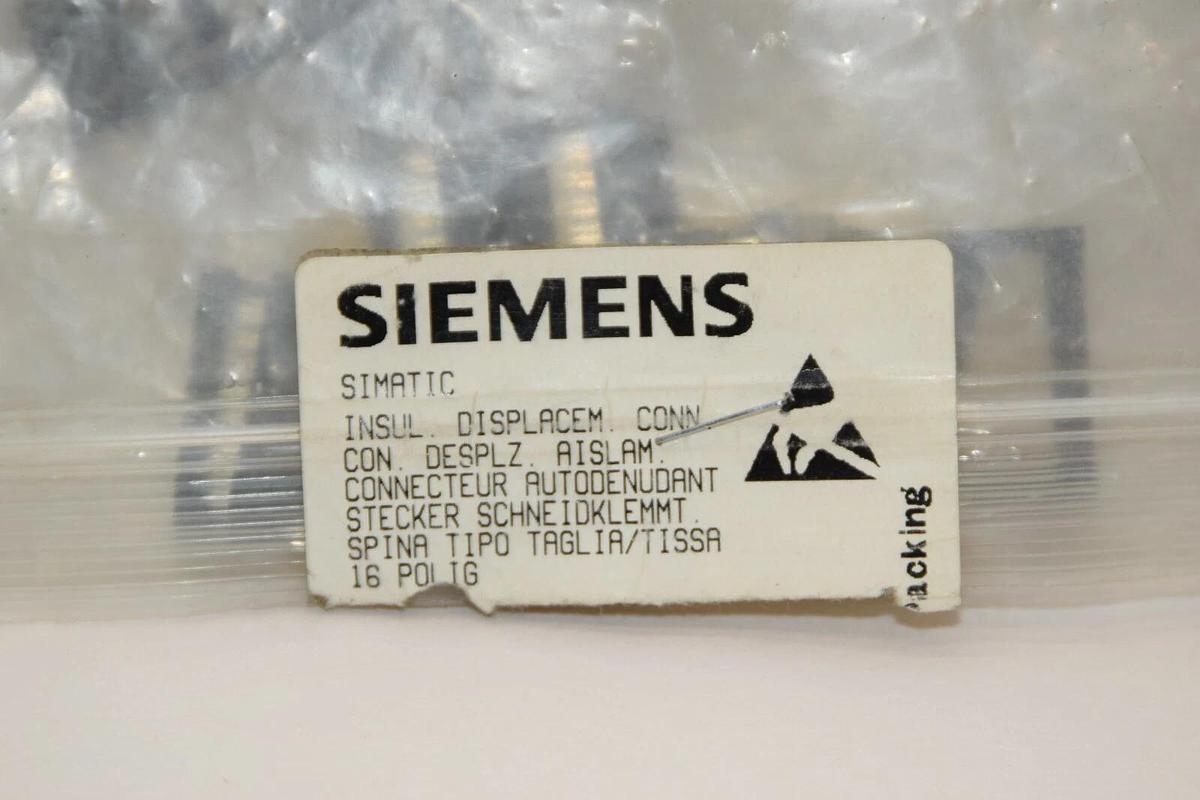 SIEMENS
SIMATIC
INSUL. DISPLACEM. CONN.
CON. DESPLZ. AISLAM.
CONNECTEUR AUTODENUDANT
STECKER SCHNEIDKLEMMT.
SPINA TIPO TAGLIA/TISSA
16 POLIG
acking